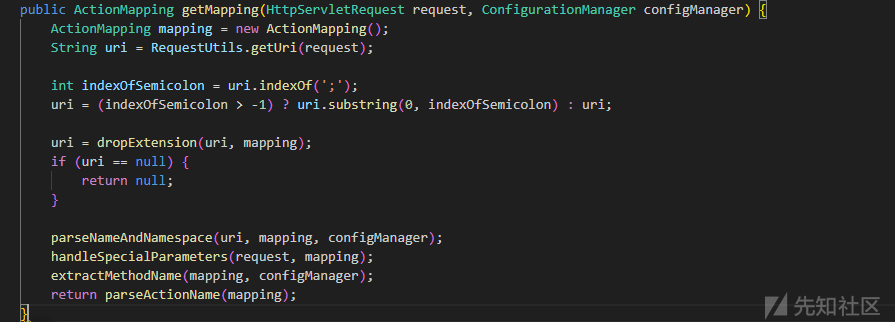 public ActionMapping getMapping(HttpServletRequest request, ConfigurationManager configManager) {
ActionMapping mapping = new ActionMapping();
String uri = RequestUtils.getUri(request);
int indexOfSemicolon = uri.indexOf(';');
uri = (indexOfSemicolon > -1) ? uri.substring(0, indexOfSemicolon) : uri;
uri = dropExtension(uri, mapping);
if (uri == null) {
return null;
}
parseNameAndNamespace(uri, mapping, configManager);
handleSpecialParameters(request, mapping);
extractMethodName(mapping, configManager);
return parseActionName(mapping);
}
先知社区